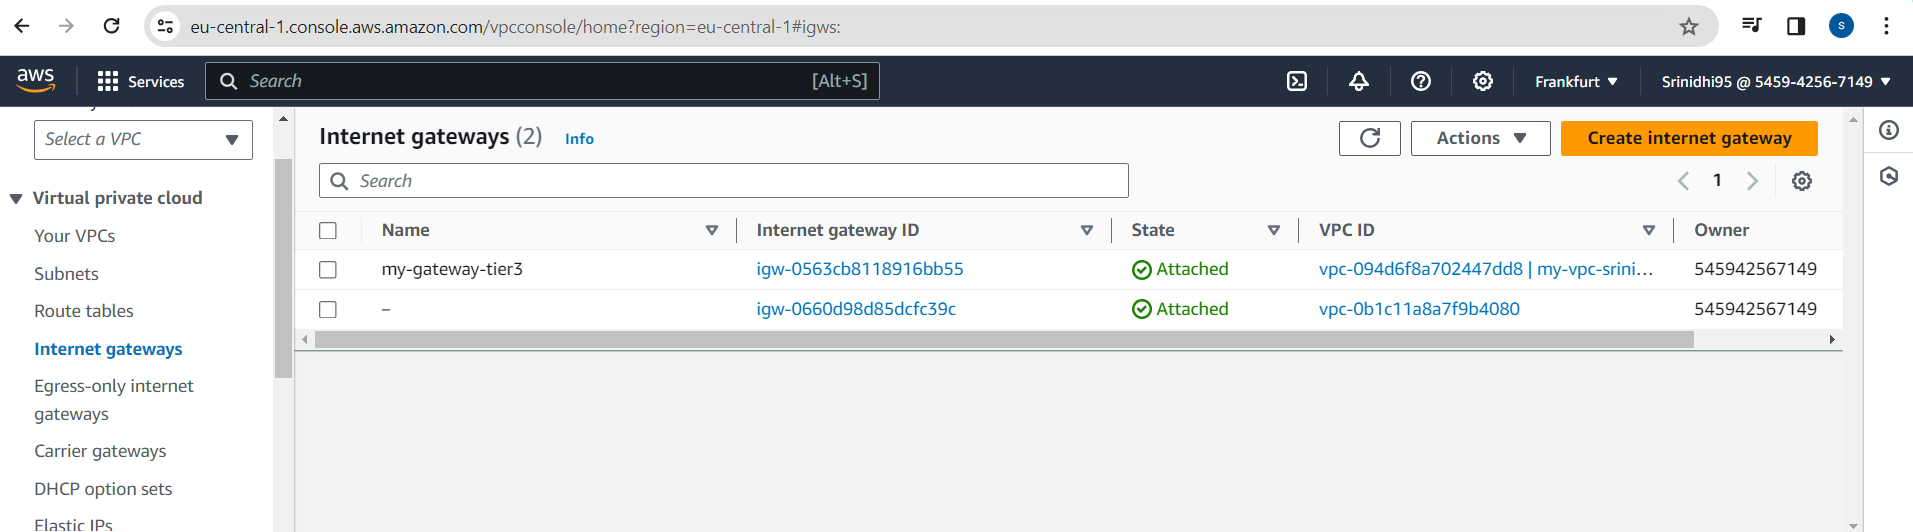 eu-central-1.console.aws.amazon.com/vpcconsole/home?region=eu-central-1#igws:
S
aws
Services
Search
[Alt+S]
Frankfurt
Srinidhi95 @ 5459-4256-7149
Select a VPC
Virtual private cloud
Your VPCs
Subnets
Route tables
Internet gateways
Egress-only internet
gateways
Carrier gateways
DHCP option sets
Elastic IPs
Internet gateways (2) Info
Actions
Create internet gateway
Search
1
Name Internet gateway ID State VPC ID Owner
my-gateway-tier3 igw-0563cb8118916bb55 Attached vpc-094d6f8a702447dd8 | my-vpc-srini... 545942567149
– igw-0660d98d85dcfc39c Attached vpc-0b1c11a8a7f9b4080 545942567149